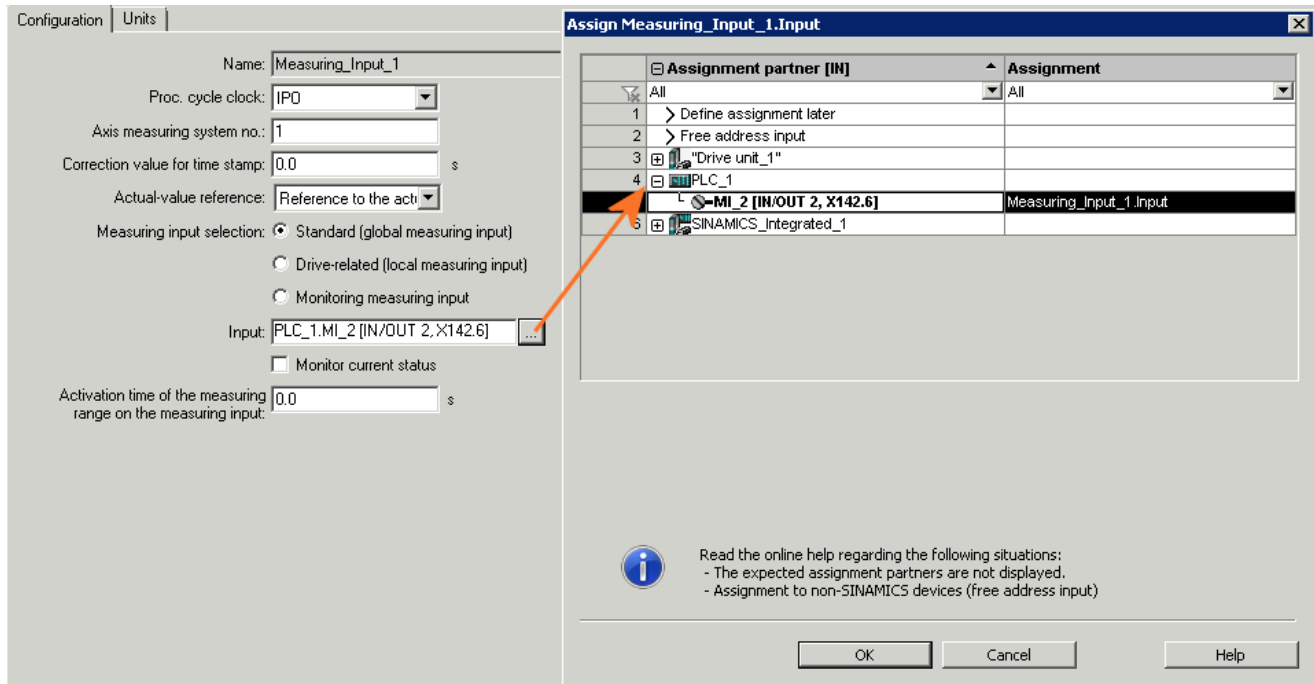 Configuration
Units
Name: Measuring_Input_1
Proc. cycle clock: IPO
Axis measuring system no.: 1
Correction value for time stamp: 0.0 s
Actual-value reference: Reference to the actu
Measuring input selection: Standard (global measuring input)
Drive-related (local measuring input)
Monitoring measuring input
Input: PLC_1.MI_2 [IN/OUT 2, X142.6] ...
Monitor current status
Activation time of the measuring
range on the measuring input: 0.0 s
Assign Measuring_Input_1.Input
Assignment partner [IN] Assignment
All All
1 Define assignment later
2 Free address input
3 "Drive unit_1"
4 PLC_1
MI_2 [IN/OUT 2, X142.6] Measuring_Input_1.Input
6 SINAMICS_Integrated_1
Read the online help regarding the following situations:
- The expected assignment partners are not displayed.
- Assignment to non-SINAMICS devices (free address input)
OK Cancel Help